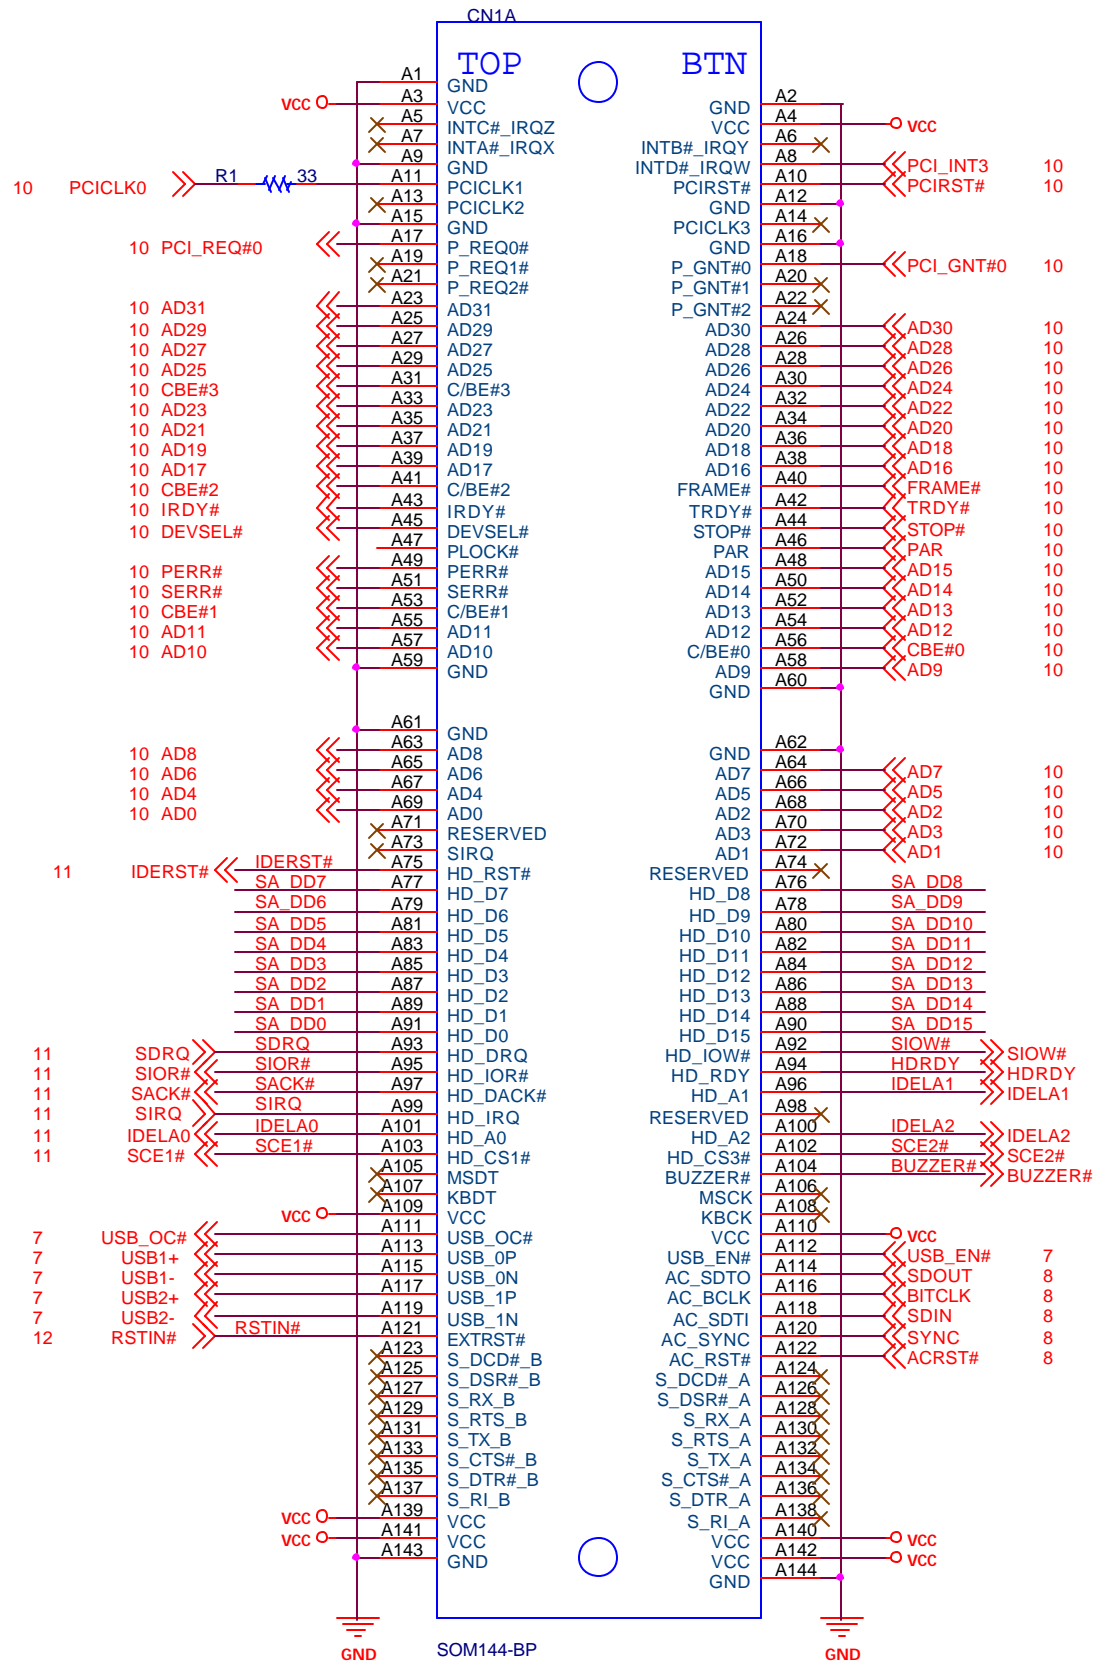 CN1A
TOP BTN
A1 GND
VCC A3 VCC GND A2
A5 INTC#_IRQZ VCC A4 VCC
A7 INTA#_IRQX INTB#_IRQY A6
A9 GND INTD#_IRQW A8 PCI_INT3 10
10 PCICLK0 R1 33 A11 PCICLK1 PCIRST# A10 PCIRST# 10
A13 PCICLK2 GND A12
A15 GND PCICLK3 A14
10 PCI_REQ#0 A17 P_REQ0# GND A16
A19 P_REQ1# P_GNT#0 A18 PCI_GNT#0 10
A21 P_REQ2# P_GNT#1 A20
10 AD31 A23 AD31 P_GNT#2 A22
10 AD29 A25 AD29 AD30 A24 AD30 10
10 AD27 A27 AD27 AD28 A26 AD28 10
10 AD25 A29 AD25 AD26 A28 AD26 10
10 CBE#3 A31 C/BE#3 AD24 A30 AD24 10
10 AD23 A33 AD23 AD22 A32 AD22 10
10 AD21 A35 AD21 AD20 A34 AD20 10
10 AD19 A37 AD19 AD18 A36 AD18 10
10 AD17 A39 AD17 AD16 A38 AD16 10
10 CBE#2 A41 C/BE#2 FRAME# A40 FRAME# 10
10 IRDY# A43 IRDY# TRDY# A42 TRDY# 10
10 DEVSEL# A45 DEVSEL# STOP# A44 STOP# 10
A47 PLOCK# PAR A46 PAR 10
10 PERR# A49 PERR# AD15 A48 AD15 10
10 SERR# A51 SERR# AD14 A50 AD14 10
10 CBE#1 A53 C/BE#1 AD13 A52 AD13 10
10 AD11 A55 AD11 AD12 A54 AD12 10
10 AD10 A57 AD10 C/BE#0 A56 CBE#0 10
A59 GND AD9 A58 AD9 10
GND A60
A61 GND
10 AD8 A63 AD8 GND A62
10 AD6 A65 AD6 AD7 A64 AD7 10
10 AD4 A67 AD4 AD5 A66 AD5 10
10 AD0 A69 AD0 AD2 A68 AD2 10
A71 RESERVED AD3 A70 AD3 10
A73 SIRQ AD1 A72 AD1 10
11 IDERST# IDERST# A75 HD_RST# RESERVED A74
SA_DD7 A77 HD_D7 HD_D8 A76 SA_DD8
SA_DD6 A79 HD_D6 HD_D9 A78 SA_DD9
SA_DD5 A81 HD_D5 HD_D10 A80 SA_DD10
SA_DD4 A83 HD_D4 HD_D11 A82 SA_DD11
SA_DD3 A85 HD_D3 HD_D12 A84 SA_DD12
SA_DD2 A87 HD_D2 HD_D13 A86 SA_DD13
SA_DD1 A89 HD_D1 HD_D14 A88 SA_DD14
SA_DD0 A91 HD_D0 HD_D15 A90 SA_DD15
11 SDRQ SDRQ A93 HD_DRQ HD_IOW# A92 SIOW# SIOW#
11 SIOR# SIOR# A95 HD_IOR# HD_RDY A94 HDRDY HDRDY
11 SACK# SACK# A97 HD_DACK# HD_A1 A96 IDELA1 IDELA1
11 SIRQ SIRQ A99 HD_IRQ RESERVED A98
11 IDELA0 IDELA0 A101 HD_A0 HD_A2 A100 IDELA2 IDELA2
11 SCE1# SCE1# A103 HD_CS1# HD_CS3# A102 SCE2# SCE2#
A105 MSDT BUZZER# A104 BUZZER# BUZZER#
A107 KBDT MSCK A106
VCC A109 VCC KBCK A108
7 USB_OC# A111 USB_OC# VCC A110 VCC
7 USB1+ A113 USB_0P USB_EN# A112 USB_EN# 7
7 USB1- A115 USB_0N AC_SDTO A114 SDOUT 8
7 USB2+ A117 USB_1P AC_BCLK A116 BITCLK 8
7 USB2- A119 USB_1N AC_SDTI A118 SDIN 8
12 RSTIN# RSTIN# A121 EXTRST# AC_SYNC A120 SYNC 8
A123 S_DCD#_B AC_RST# A122 ACRST# 8
A125 S_DSR#_B S_DCD#_A A124
A127 S_RX_B S_DSR#_A A126
A129 S_RTS_B S_RX_A A128
A131 S_TX_B S_RTS_A A130
A133 S_CTS#_B S_TX_A A132
A135 S_DTR#_B S_CTS#_A A134
A137 S_RI_B S_DTR_A A136
VCC A139 VCC S_RI_A A138
VCC A141 VCC VCC A140 VCC
A143 GND VCC A142 VCC
GND A144
GND SOM144-BP GND